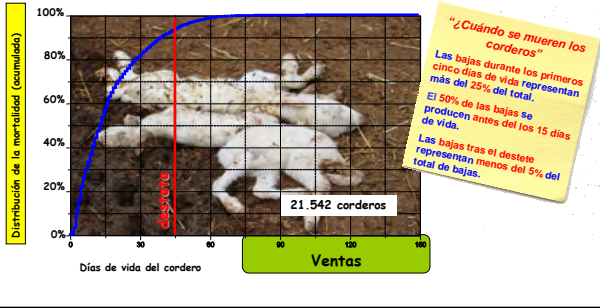 Distribución de la mortalidad (acumulada)
100%
80%
60%
40%
20%
0%
0
30
60
90
120
150
destete
21.542 corderos
Días de vida del cordero
Ventas
“¿Cuándo se mueren los
corderos”
Las bajas durante los primeros
cinco días de vida representan
más del 25% del total.
El 50% de las bajas se
producen antes del los 15 días
de vida.
Las bajas tras el destete
representan menos del 5% del
total de bajas.